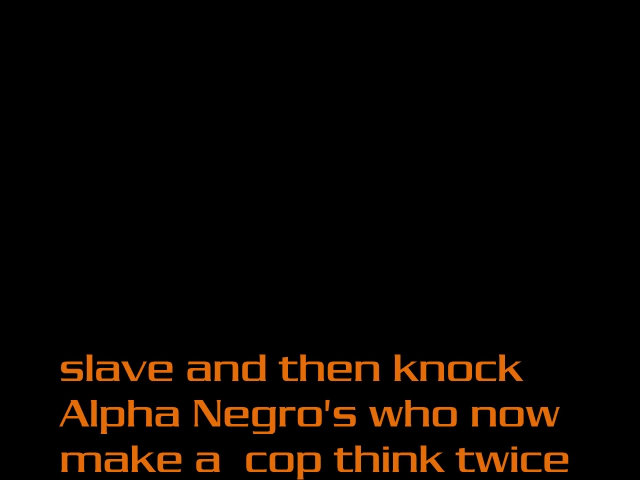 slave and then knock
Alpha Negro's who now
make a  cop think twice